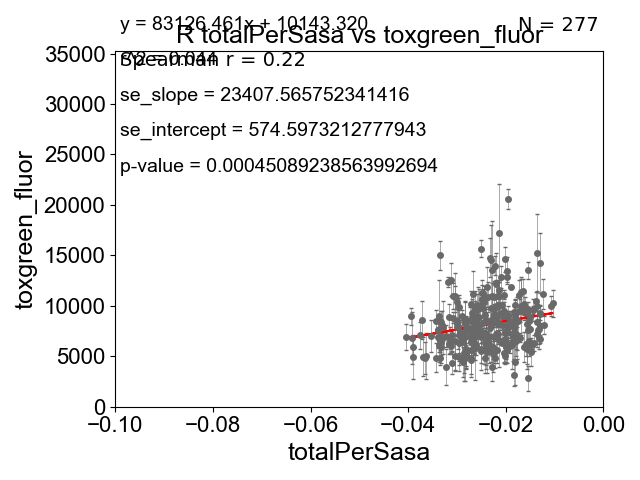 y = 83126.461x + 10143.320
N = 277
R totalPerSasa vs toxgreen_fluor
r^2 = 0.044
Spearman r = 0.22
se_slope = 23407.565752341416
se_intercept = 574.5973212777943
p-value = 0.00045089238563992694
toxgreen_fluor
35000
30000
25000
20000
15000
10000
5000
0
−0.10
−0.08
−0.06
−0.04
−0.02
0.00
totalPerSasa